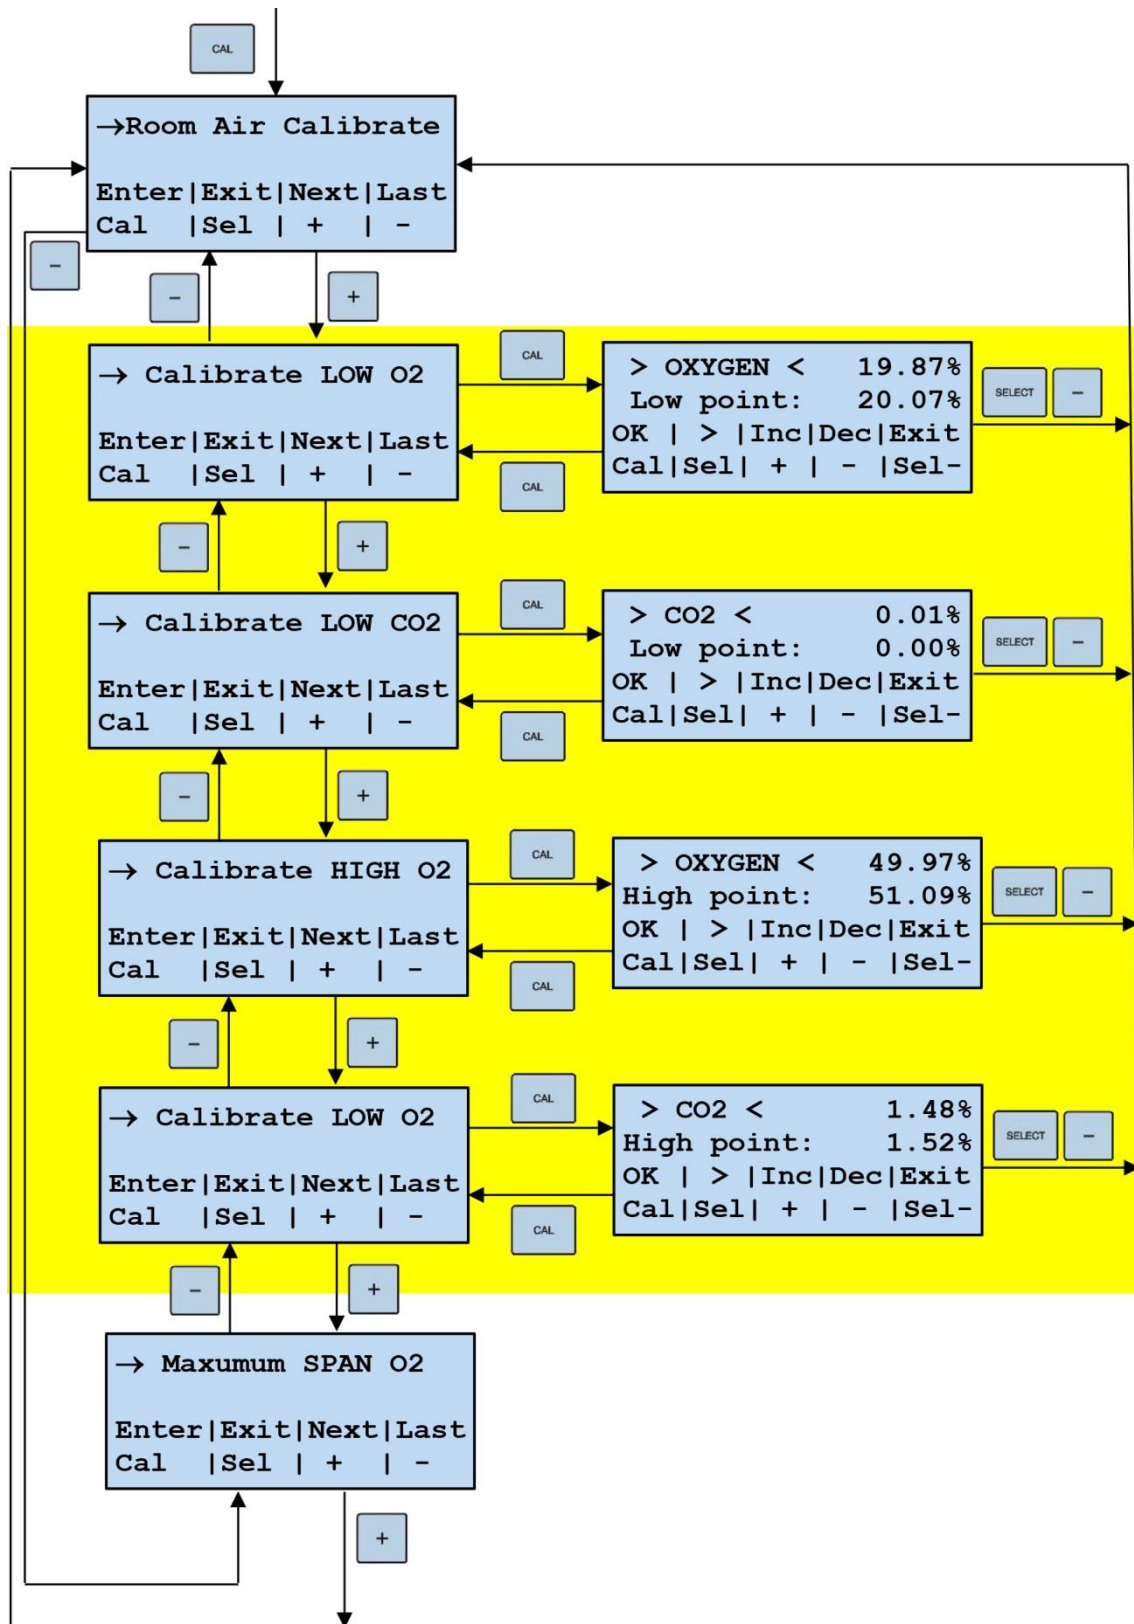 CAL
→Room Air Calibrate
Enter|Exit|Next|Last
Cal |Sel | + | -
-
-
+
→ Calibrate LOW O2
Enter|Exit|Next|Last
Cal |Sel | + | -
CAL
CAL
> OXYGEN < 19.87%
Low point: 20.07%
OK | > |Inc|Dec|Exit
Cal|Sel| + | - |Sel-
SELECT
-
-
+
→ Calibrate LOW CO2
Enter|Exit|Next|Last
Cal |Sel | + | -
CAL
CAL
> CO2 < 0.01%
Low point: 0.00%
OK | > |Inc|Dec|Exit
Cal|Sel| + | - |Sel-
SELECT
-
-
+
→ Calibrate HIGH O2
Enter|Exit|Next|Last
Cal |Sel | + | -
CAL
CAL
> OXYGEN < 49.97%
High point: 51.09%
OK | > |Inc|Dec|Exit
Cal|Sel| + | - |Sel-
SELECT
-
-
+
→ Calibrate LOW O2
Enter|Exit|Next|Last
Cal |Sel | + | -
CAL
CAL
> CO2 < 1.48%
High point: 1.52%
OK | > |Inc|Dec|Exit
Cal|Sel| + | - |Sel-
SELECT
-
-
+
→ Maxumum SPAN O2
Enter|Exit|Next|Last
Cal |Sel | + | -
+